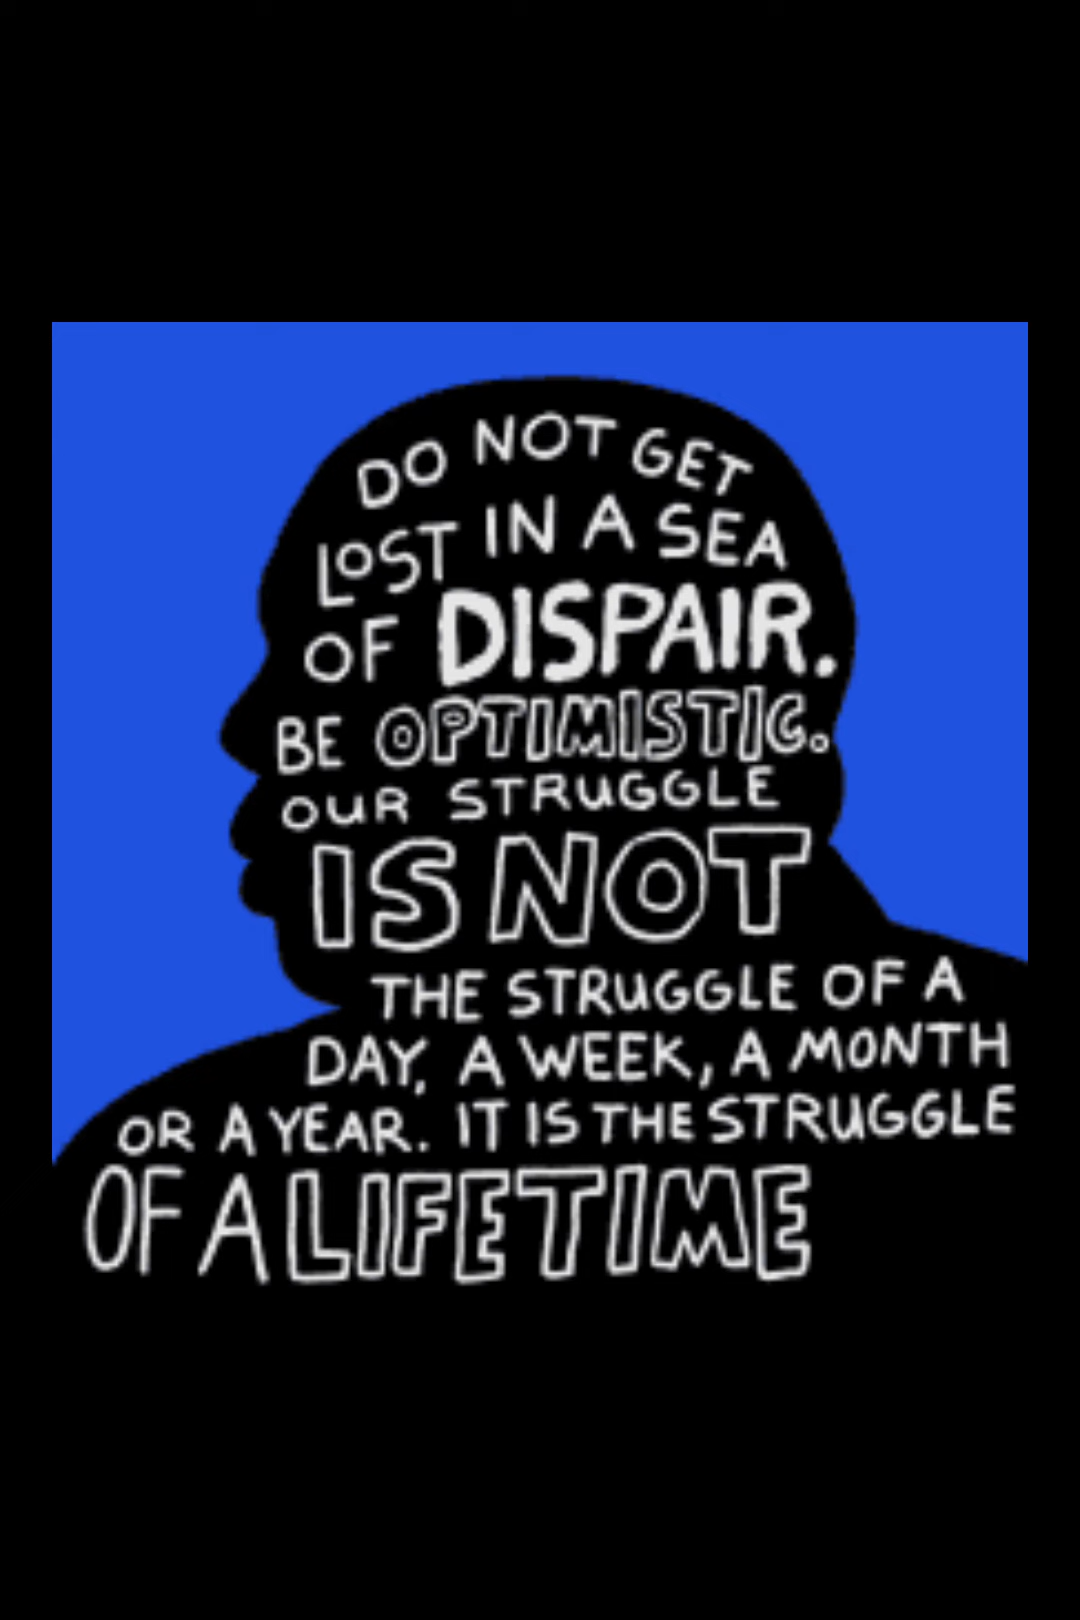 DO NOT GET
LOST IN A SEA
OF DISPAIR.
BE OPTIMISTIC.
OUR STRUGGLE
IS NOT
THE STRUGGLE OF A
DAY, A WEEK, A MONTH
OR A YEAR. IT IS THE STRUGGLE
OF A LIFETIME